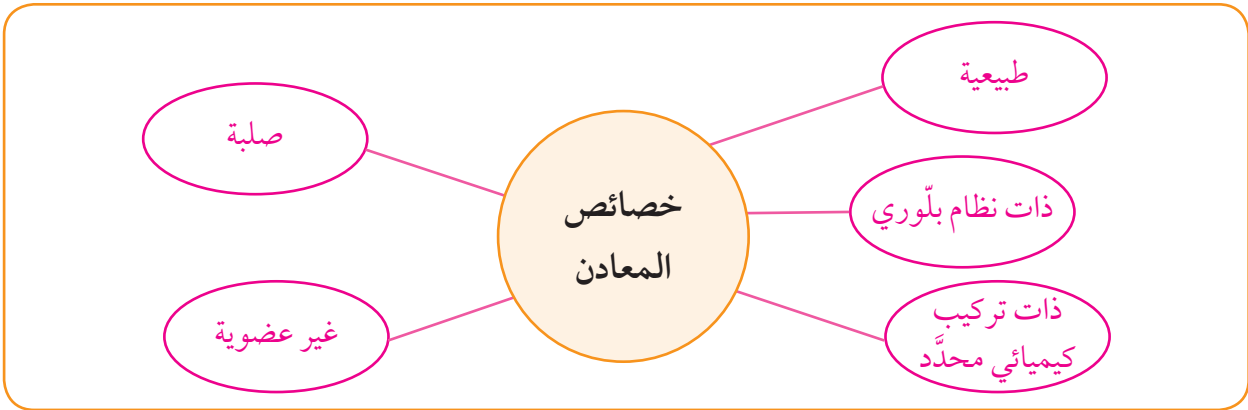 طبيعية
صلبة
ذات نظام بلّوري
خصائص
المعادن
ذات تركيب
كيميائي محدَّد
غير عضوية